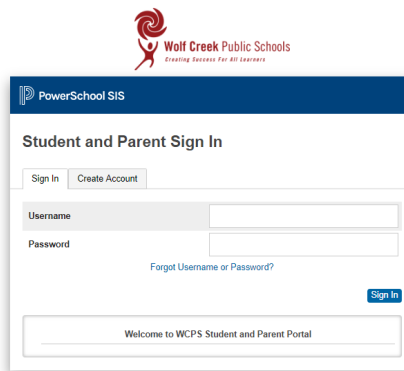 Wolf Creek Public Schools
Creating Success For All Learners
PowerSchool SIS
Student and Parent Sign In
Sign In Create Account
Username
Password
Forgot Username or Password?
Sign In
Welcome to WCPS Student and Parent Portal